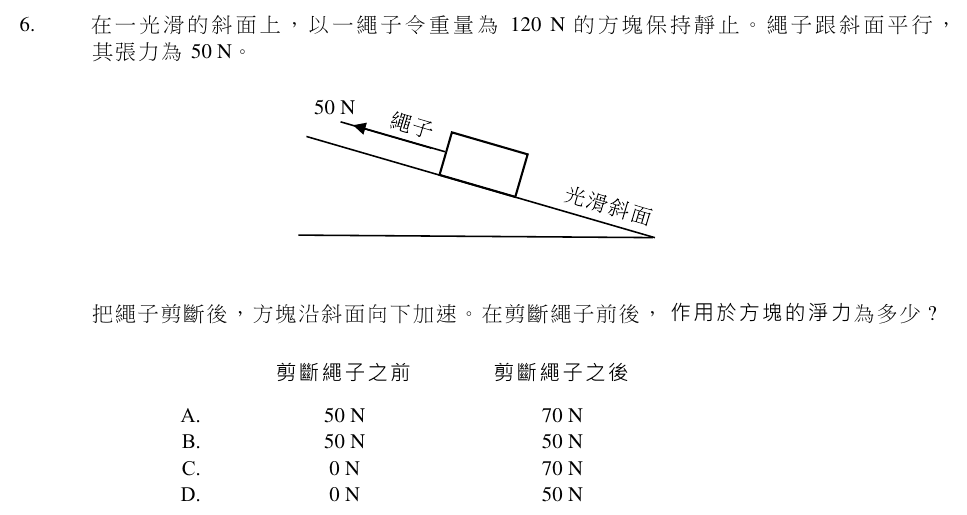 6. 在一光滑的斜面上，以一繩子令重量為 120 N 的方塊保持靜止。繩子跟斜面平行，
其張力為 50 N。
50 N
繩子
光滑斜面
把繩子剪斷後，方塊沿斜面向下加速。在剪斷繩子前後，作用於方塊的淨力為多少？
剪斷繩子之前 剪斷繩子之後
A. 50 N 70 N
B. 50 N 50 N
C. 0 N 70 N
D. 0 N 50 N